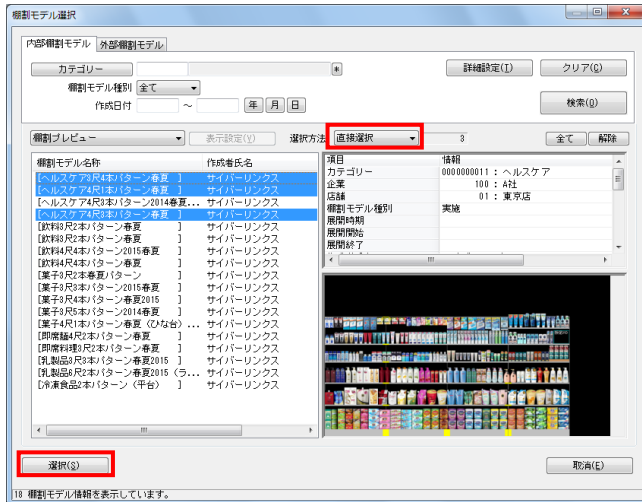 棚割モデル選択
内部棚割モデル 外部棚割モデル
カテゴリー * 詳細設定(I) クリア(C)
棚割モデル種別 全て
作成日付 ～ 年 月 日 検索(Q)
棚割プレビュー 表示設定(V) 選択方法 直接選択 3 全て 解除
棚割モデル名称 作成者氏名
[ヘルスケア3尺4本パターン春夏 ] サイバーリンクス
[ヘルスケア4尺1本パターン春夏 ] サイバーリンクス
[ヘルスケア4尺4本パターン2014春夏... サイバーリンクス
[ヘルスケア4尺3本パターン春夏 ] サイバーリンクス
[飲料3尺2本パターン春夏 ] サイバーリンクス
[飲料3尺2本パターン春夏 ] サイバーリンクス
[飲料4尺4本パターン2015春夏 ] サイバーリンクス
[飲料4尺4本パターン春夏 ] サイバーリンクス
[菓子3尺2本春夏パターン ] サイバーリンクス
[菓子3尺3本パターン2015春夏 ] サイバーリンクス
[菓子3尺4本パターン春夏2015 ] サイバーリンクス
[菓子3尺5本パターン2014春夏 ] サイバーリンクス
[菓子4尺1本パターン春夏（ひな台）... サイバーリンクス
[即席麺4尺2本パターン春夏 ] サイバーリンクス
[即席料理3尺2本パターン春夏 ] サイバーリンクス
[乳製品3尺3本パターン春夏2015 ] サイバーリンクス
[乳製品6尺2本パターン春夏2015（ラ... サイバーリンクス
[冷凍食品2本パターン（平台） ] サイバーリンクス
項目 情報
カテゴリー 0000000011 : ヘルスケア
企業 100 : A社
店舗 01 : 東京店
棚割モデル種別 実施
展開時期
展開開始
展開終了
選択(S) 取消(E)
18 棚割モデル情報を表示しています。